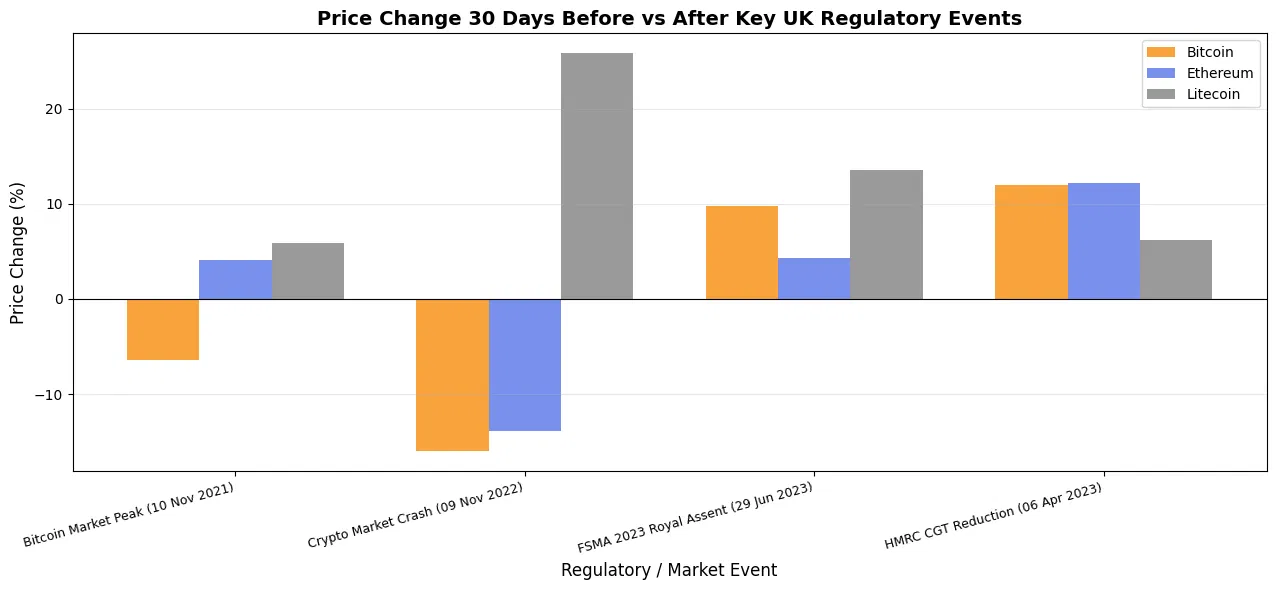 Price Change 30 Days Before vs After Key UK Regulatory Events
Bitcoin
Ethereum
Litecoin
Price Change (%)
20
10
0
−10
Bitcoin Market Peak (10 Nov 2021)
Crypto Market Crash (09 Nov 2022)
FSMA 2023 Royal Assent (29 Jun 2023)
HMRC CGT Reduction (06 Apr 2023)
Regulatory / Market Event